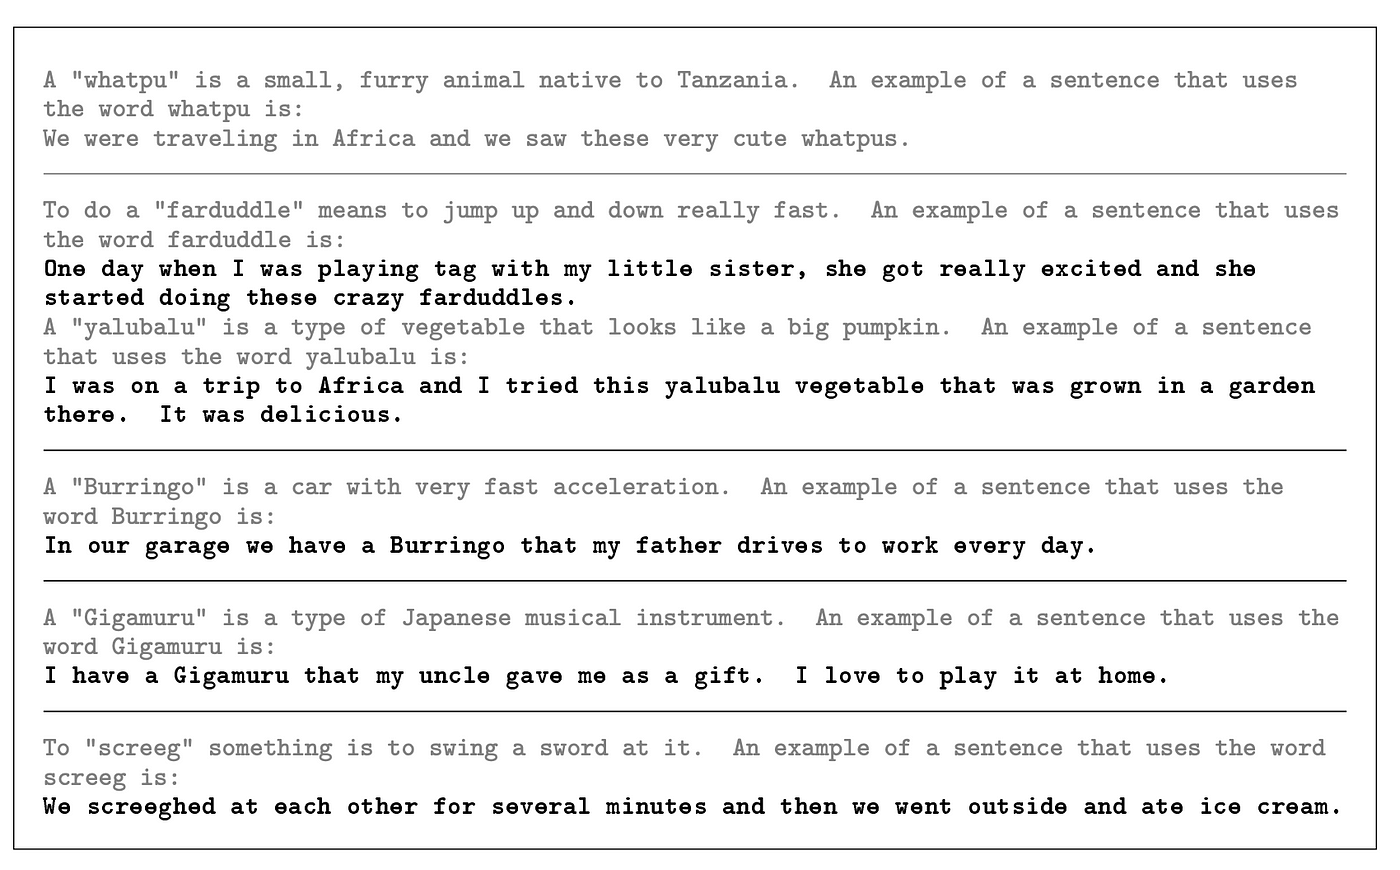 A "whatpu" is a small, furry animal native to Tanzania. An example of a sentence that uses
the word whatpu is:
We were traveling in Africa and we saw these very cute whatpus.
To do a "farduddle" means to jump up and down really fast. An example of a sentence that uses
the word farduddle is:
One day when I was playing tag with my little sister, she got really excited and she
started doing these crazy farduddles.
A "yalubalu" is a type of vegetable that looks like a big pumpkin. An example of a sentence
that uses the word yalubalu is:
I was on a trip to Africa and I tried this yalubalu vegetable that was grown in a garden
there. It was delicious.
A "Burringo" is a car with very fast acceleration. An example of a sentence that uses the
word Burringo is:
In our garage we have a Burringo that my father drives to work every day.
A "Gigamuru" is a type of Japanese musical instrument. An example of a sentence that uses the
word Gigamuru is:
I have a Gigamuru that my uncle gave me as a gift. I love to play it at home.
To "screeg" something is to swing a sword at it. An example of a sentence that uses the word
screeg is:
We screeghed at each other for several minutes and then we went outside and ate ice cream.